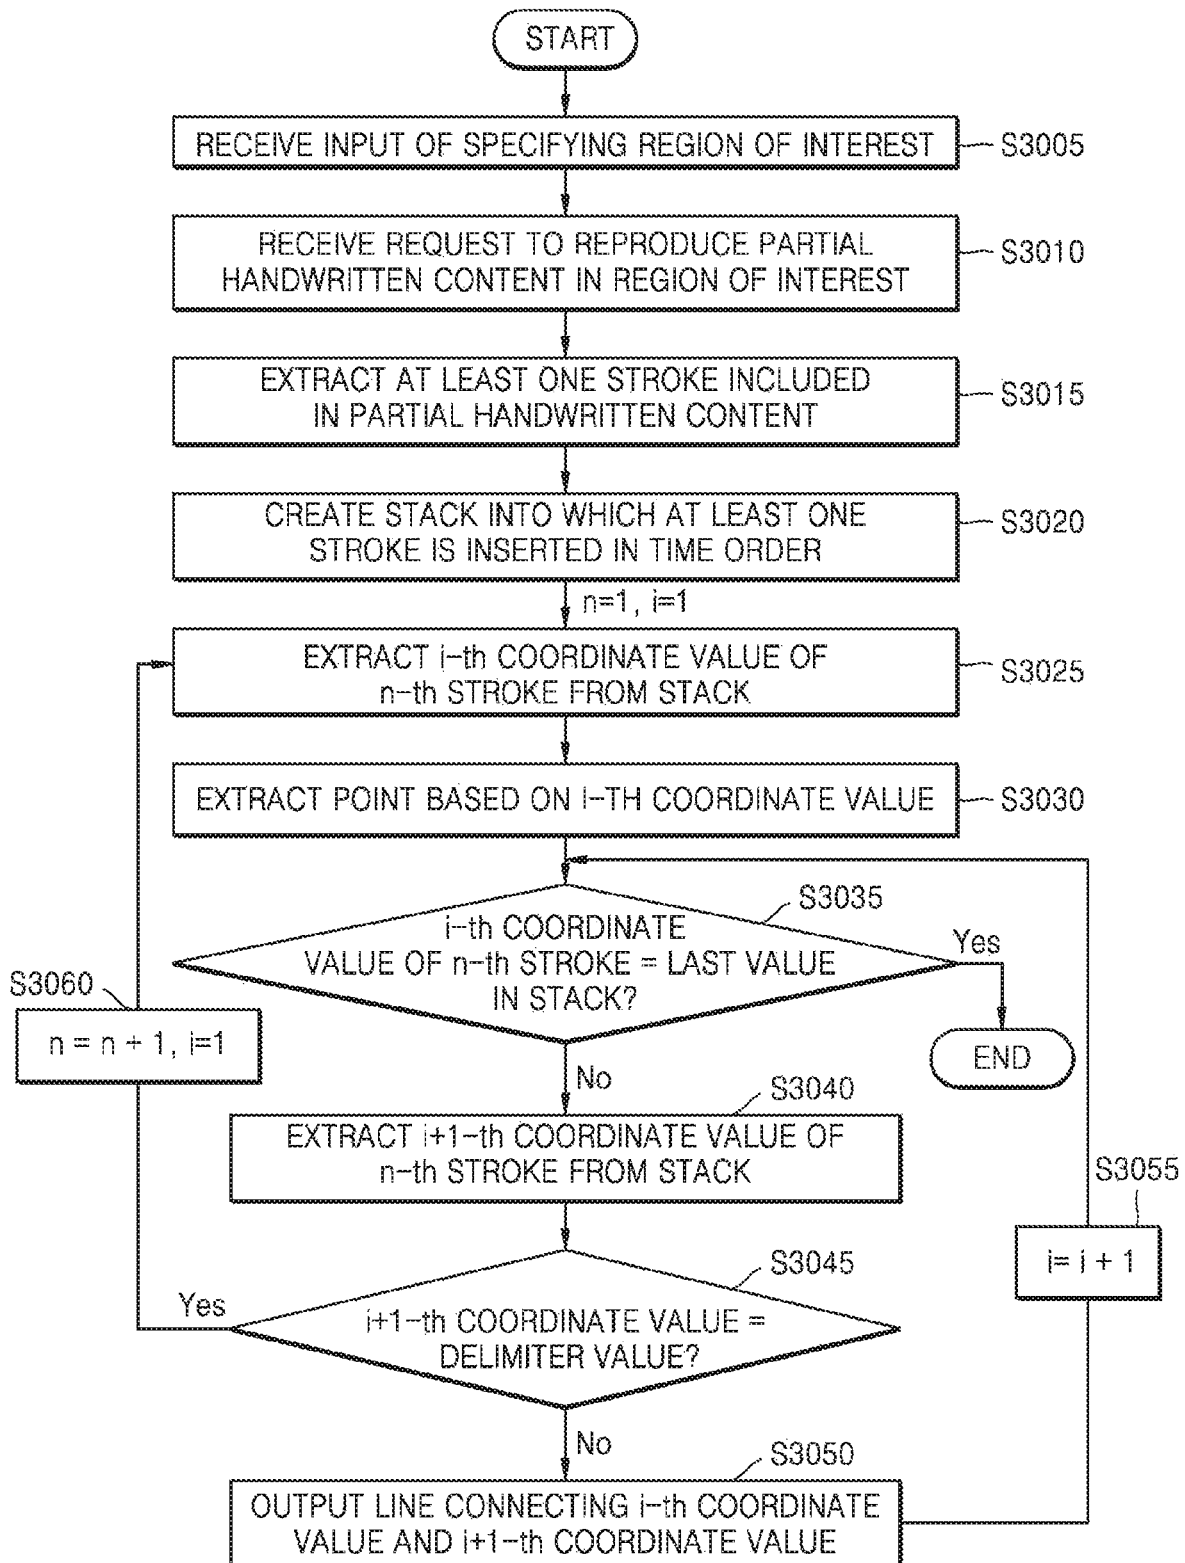 START
RECEIVE INPUT OF SPECIFYING REGION OF INTEREST
S3005
RECEIVE REQUEST TO REPRODUCE PARTIAL
HANDWRITTEN CONTENT IN REGION OF INTEREST
S3010
EXTRACT AT LEAST ONE STROKE INCLUDED
IN PARTIAL HANDWRITTEN CONTENT
S3015
CREATE STACK INTO WHICH AT LEAST ONE
STROKE IS INSERTED IN TIME ORDER
S3020
n=1, i=1
EXTRACT i-th COORDINATE VALUE OF
n-th STROKE FROM STACK
S3025
EXTRACT POINT BASED ON I-TH COORDINATE VALUE
S3030
S3035
i-th COORDINATE
VALUE OF n-th STROKE = LAST VALUE
IN STACK?
Yes
END
S3060
n = n + 1, i=1
No
S3040
EXTRACT i+1-th COORDINATE VALUE OF
n-th STROKE FROM STACK
S3055
i= i + 1
S3045
Yes
i+1-th COORDINATE VALUE =
DELIMITER VALUE?
No
S3050
OUTPUT LINE CONNECTING i-th COORDINATE
VALUE AND i+1-th COORDINATE VALUE